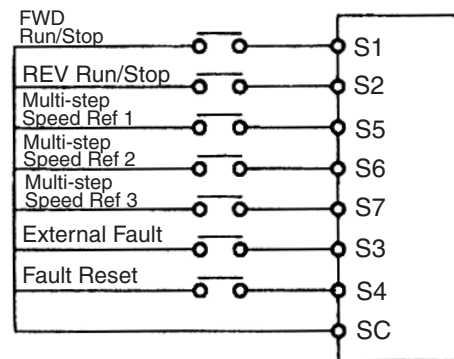 FWD
Run/Stop
S1
REV Run/Stop
S2
Multi-step
Speed Ref 1
S5
Multi-step
Speed Ref 2
S6
Multi-step
Speed Ref 3
S7
External Fault
S3
Fault Reset
S4
SC